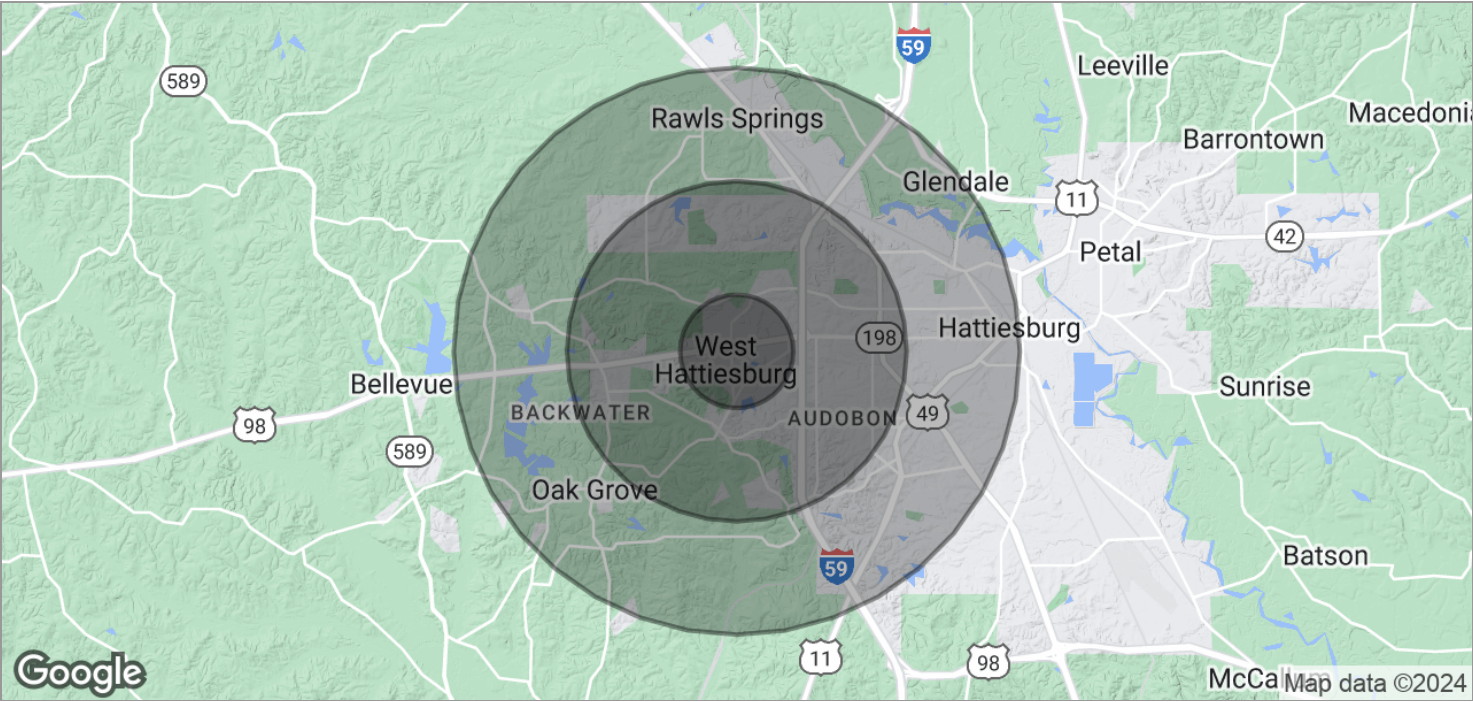 59
Leeville
589
Macedonia
Rawls Springs
Barrontown
Glendale
11
42
Petal
Hattiesburg
198
West
Hattiesburg
Bellevue
Sunrise
BACKWATER
AUDOBON
49
98
589
Oak Grove
Batson
59
11
98
Google
McCallum
Map data ©2024